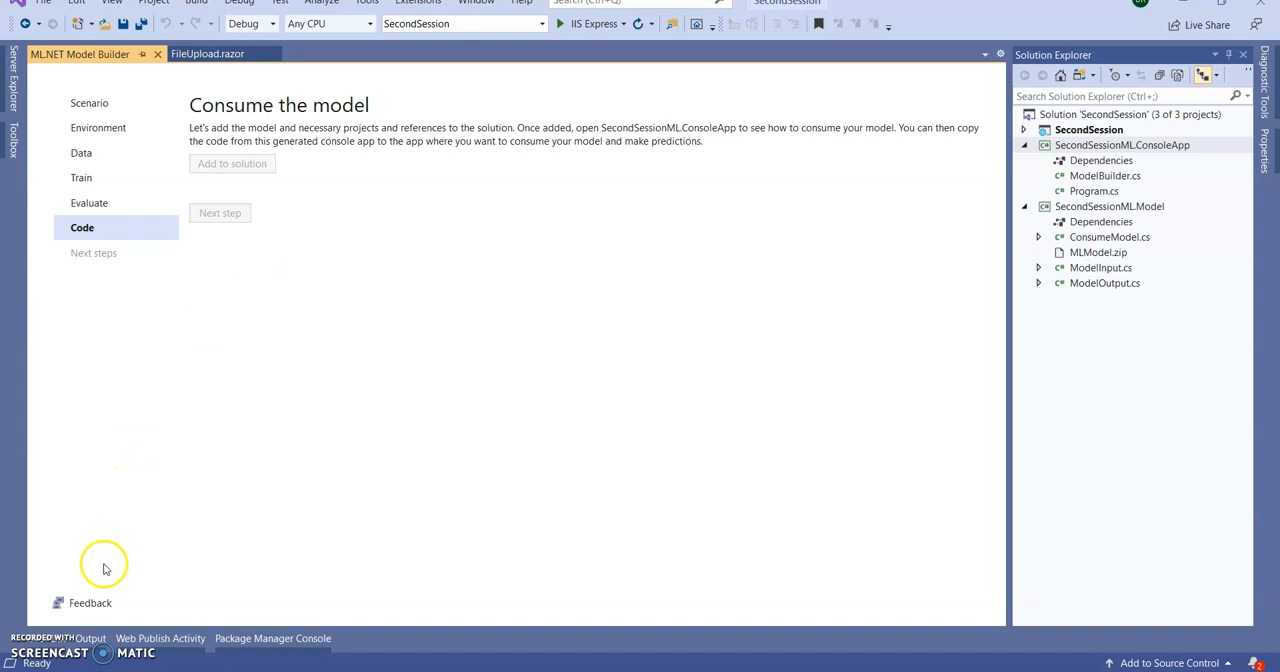 File Edit View Project Build Debug Test Analyze Tools Extensions Window Help Search (Ctrl+Q) SecondSession
Debug Any CPU SecondSession IIS Express Live Share
ML.NET Model Builder FileUpload.razor
Server Explorer
Toolbox
Scenario
Environment
Data
Train
Evaluate
Code
Next steps
Consume the model
Let's add the model and necessary projects and references to the solution. Once added, open SecondSessionML.ConsoleApp to see how to consume your model. You can then copy
the code from this generated console app to the app where you want to consume your model and make predictions.
Add to solution
Next step
Feedback
Solution Explorer
Search Solution Explorer (Ctrl+;)
Solution 'SecondSession' (3 of 3 projects)
SecondSession
SecondSessionML.ConsoleApp
Dependencies
ModelBuilder.cs
Program.cs
SecondSessionML.Model
Dependencies
ConsumeModel.cs
MLModel.zip
ModelInput.cs
ModelOutput.cs
Diagnostic Tools
Properties
Output Web Publish Activity Package Manager Console
RECORDED WITH
SCREENCAST MATIC
Ready
Add to Source Control
2